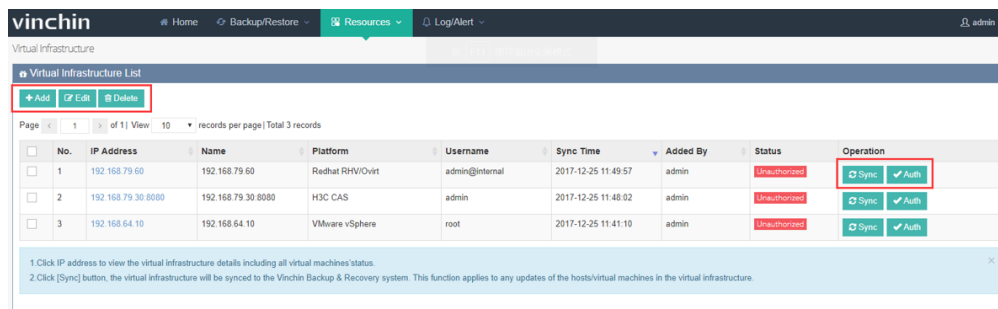 vinchin Home Backup/Restore Resources Log/Alert admin
Virtual Infrastructure
Virtual Infrastructure List
Add Edit Delete
Page < 1 > of 1 | View 10 records per page | Total 3 records
No. IP Address Name Platform Username Sync Time Added By Status Operation
1 192.168.79.60 192.168.79.60 Redhat RHV/Ovirt admin@internal 2017-12-25 11:49:57 admin Unauthorized Sync Auth
2 192.168.79.30:8080 192.168.79.30:8080 H3C CAS admin 2017-12-25 11:48:02 admin Unauthorized Sync Auth
3 192.168.64.10 192.168.64.10 VMware vSphere root 2017-12-25 11:41:10 admin Unauthorized Sync Auth
1.Click IP address to view the virtual infrastructure details including all virtual machines'status.
2.Click [Sync] button, the virtual infrastructure will be synced to the Vinchin Backup & Recovery system. This function applies to any updates of the hosts/virtual machines in the virtual infrastructure.